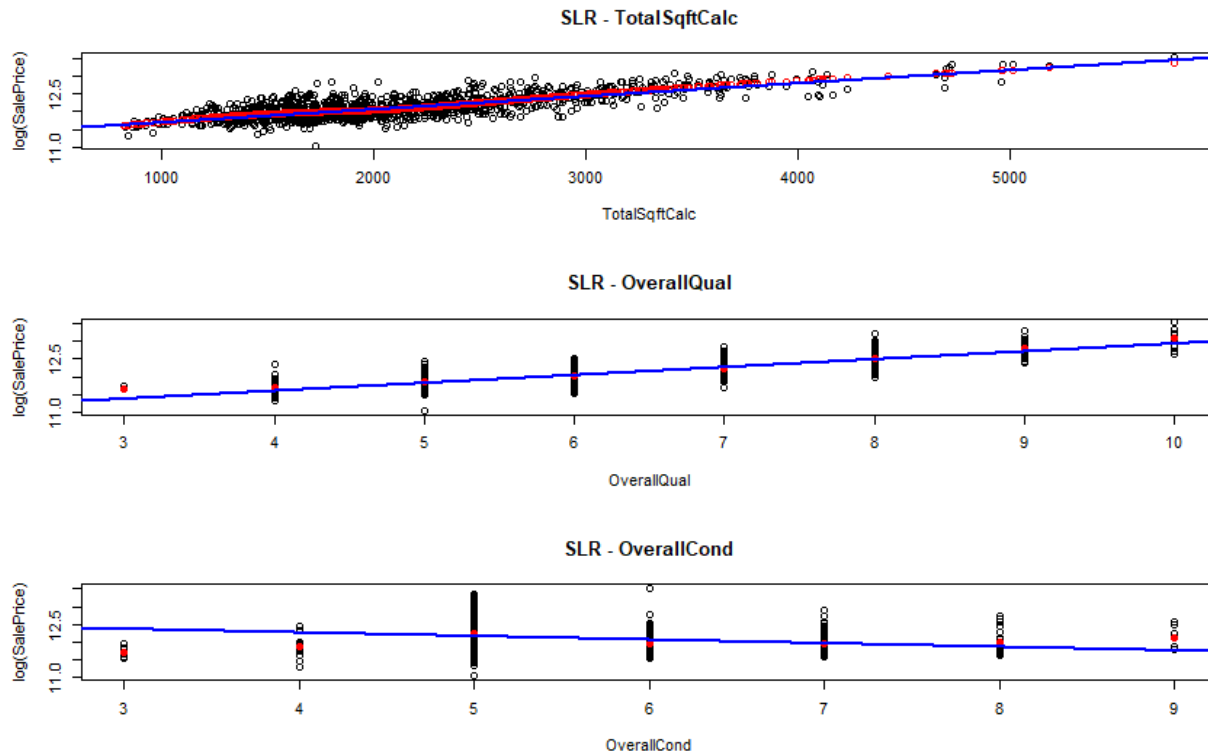 SLR - TotalSqftCalc
log(SalePrice)
12.5
11.0
1000 2000 3000 4000 5000
TotalSqftCalc
SLR - OverallQual
log(SalePrice)
12.5
11.0
3 4 5 6 7 8 9 10
OverallQual
SLR - OverallCond
log(SalePrice)
12.5
11.0
3 4 5 6 7 8 9
OverallCond